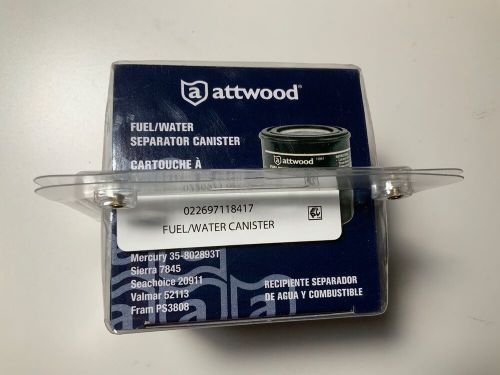 attwood®
FUEL/WATER
SEPARATOR CANISTER
CARTOUCHE À
attwood
022697118417
FUEL/WATER CANISTER
Mercury 35-802893T
Sierra 7845
Seachoice 20911
Valmar 52113
Fram PS3808
RECIPIENTE SEPARADOR
DE AGUA Y COMBUSTIBLE